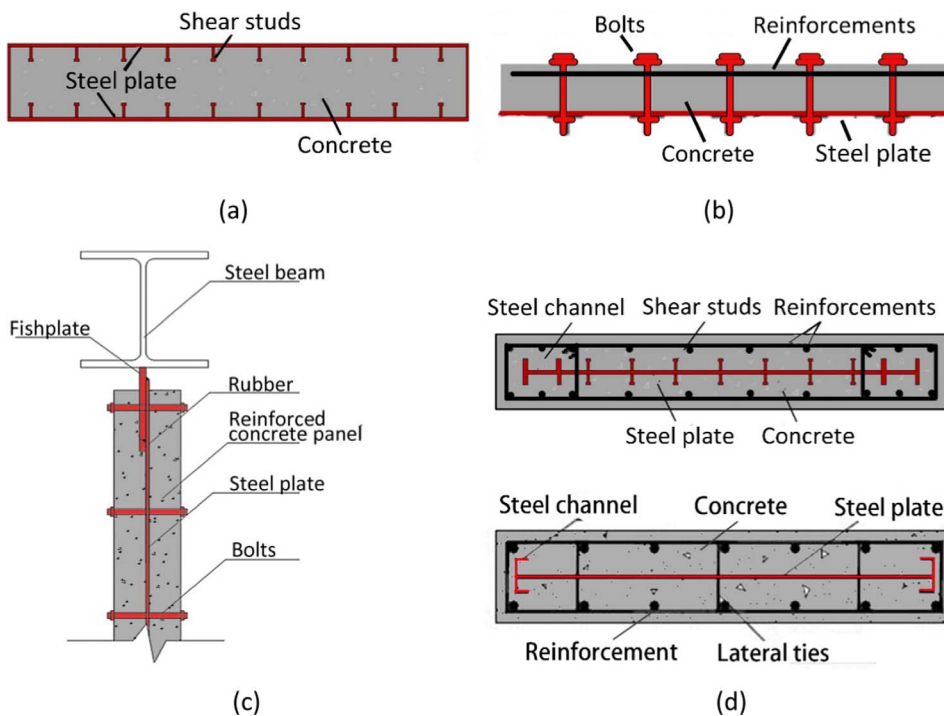 Shear studs
Steel plate
Concrete
(a)
Bolts
Reinforcements
Concrete
Steel plate
(b)
Steel beam
Fishplate
Rubber
Reinforced
concrete panel
Steel plate
Bolts
(c)
Steel channel
Shear studs
Reinforcements
Steel plate
Concrete
Steel channel
Concrete
Steel plate
Reinforcement
Lateral ties
(d)